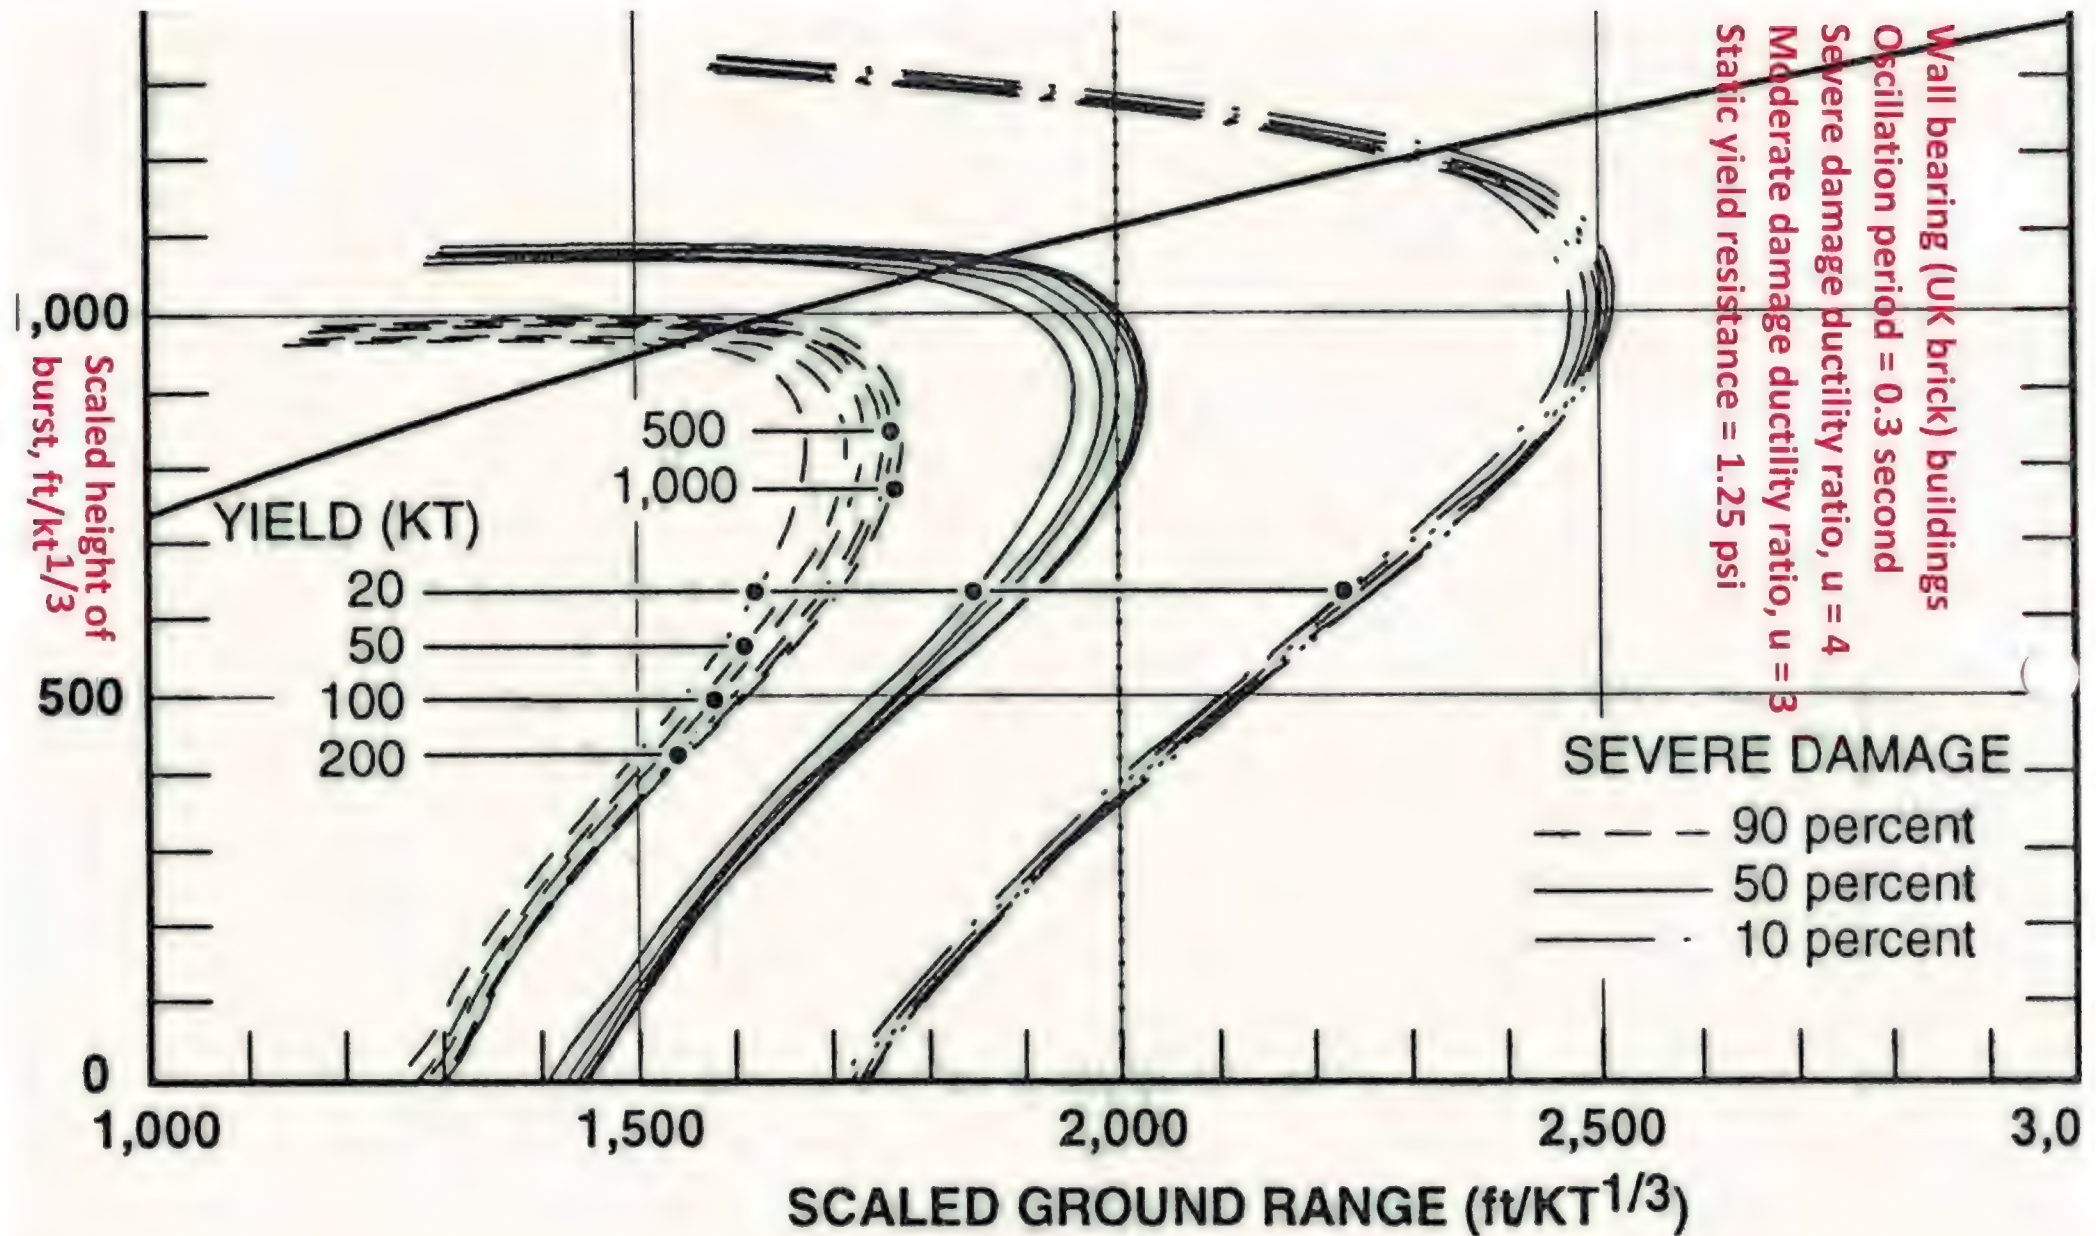 Wall bearing (UK brick) buildings
Oscillation period = 0.3 second
Severe damage ductility ratio, u = 4
Moderate damage ductility ratio, u = 3
Static yield resistance = 1.25 psi
,000
Scaled height of
burst, ft/kt1/3
500
1,000
YIELD (KT)
20
50
500
100
200
SEVERE DAMAGE
90 percent
50 percent
10 percent
0
1,000
1,500
2,000
2,500
3,0
SCALED GROUND RANGE (ft/KT1/3)